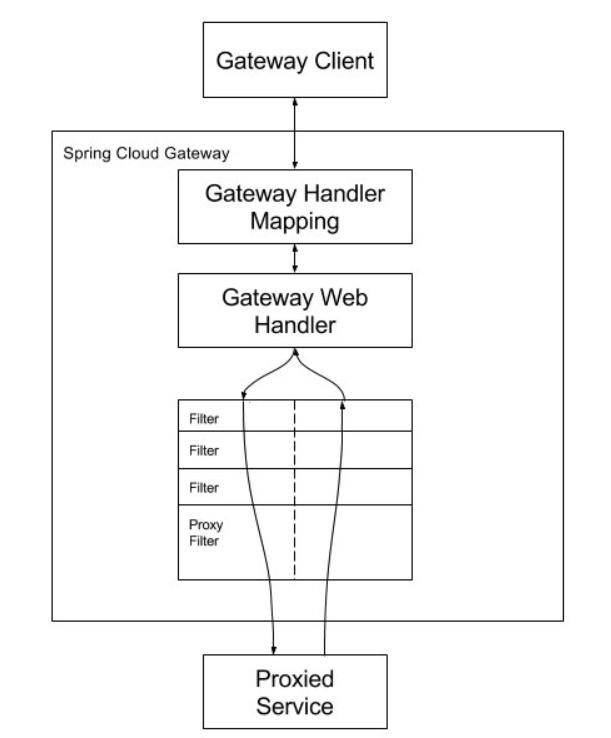 Gateway Client
Spring Cloud Gateway
Gateway Handler
Mapping
Gateway Web
Handler
Filter
Filter
Filter
Proxy
Filter
Proxied
Service